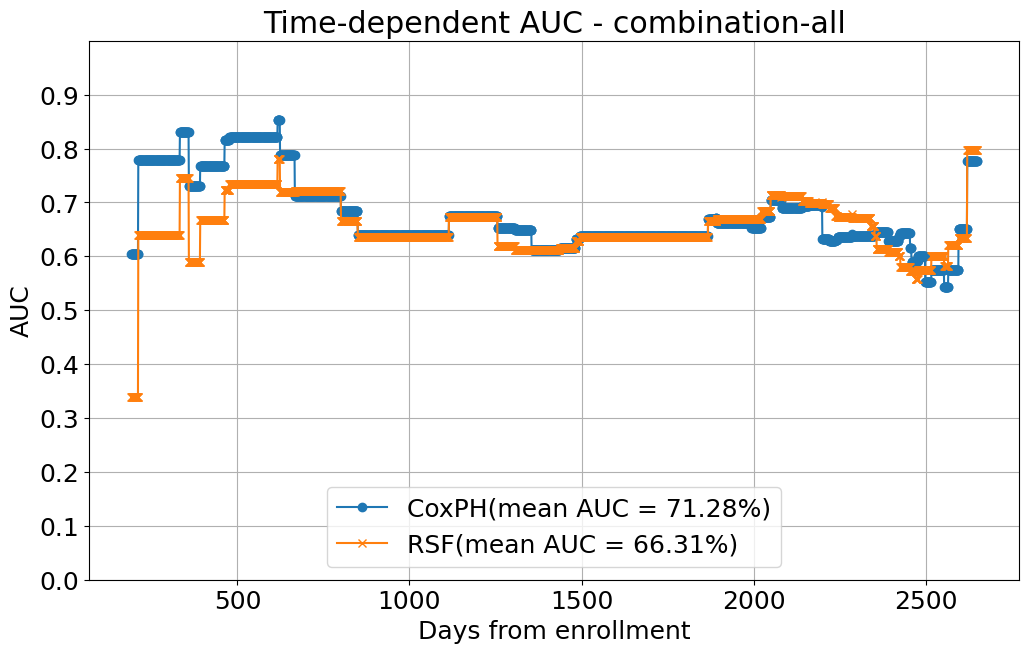 Time-dependent AUC - combination-all
0.9
0.8
0.7
0.6
0.5
0.4
0.3
0.2
0.1
0.0
AUC
CoxPH(mean AUC = 71.28%)
RSF(mean AUC = 66.31%)
500 1000 1500 2000 2500
Days from enrollment